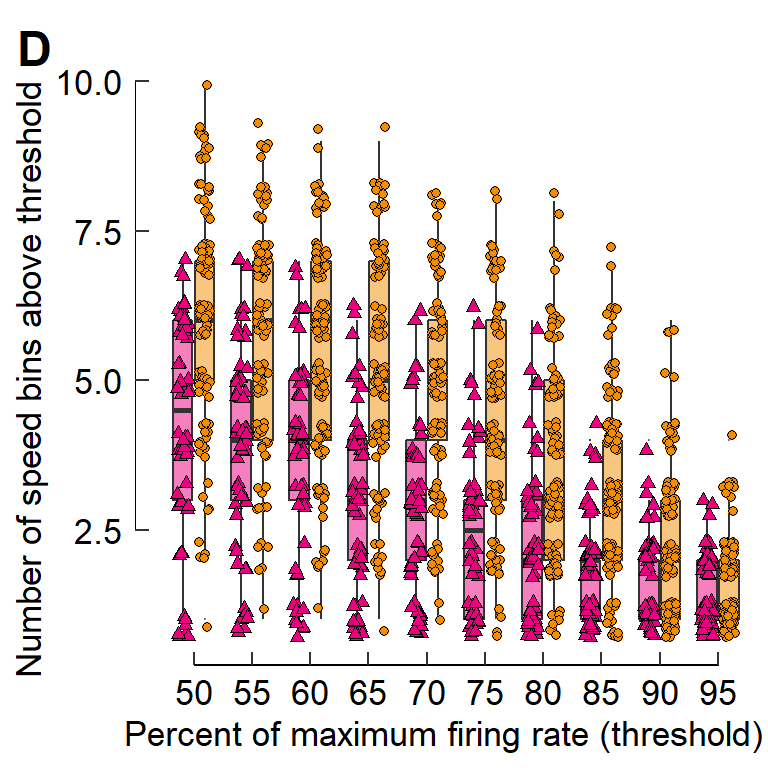 D
Number of speed bins above threshold
10.0
7.5
5.0
2.5
50 55 60 65 70 75 80 85 90 95
Percent of maximum firing rate (threshold)